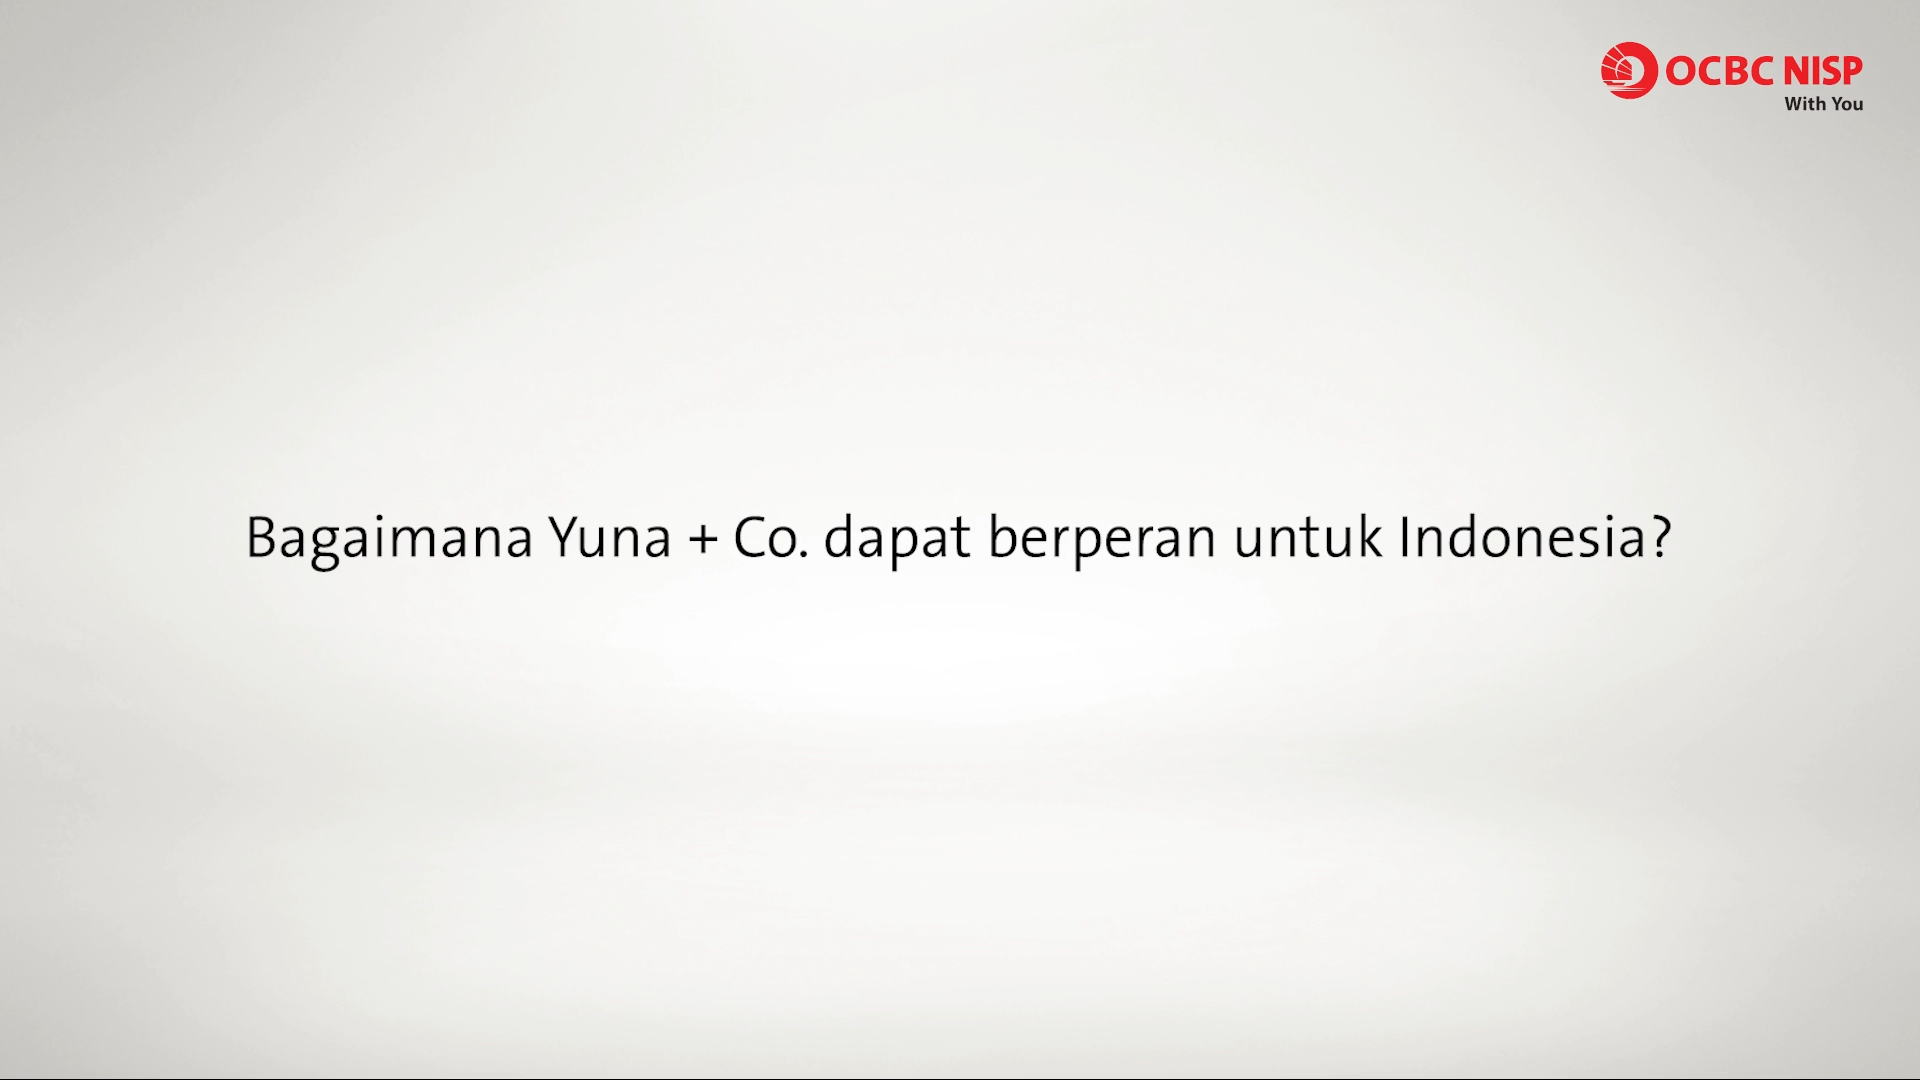 OCBC NISP
With You
Bagaimana Yuna + Co. dapat berperan untuk Indonesia?